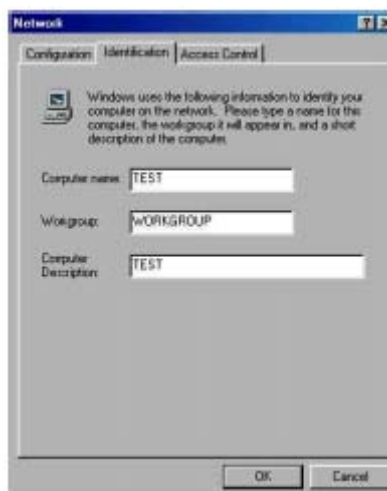 Network
Configuration Identification Access Control
Windows uses the following information to identify your
computer on the network. Please type a name for this
computer, the workgroup it will appear in, and a short
description of the computer.
Computer name: TEST
Workgroup: WORKGROUP
Computer
Description: TEST
OK Cancel